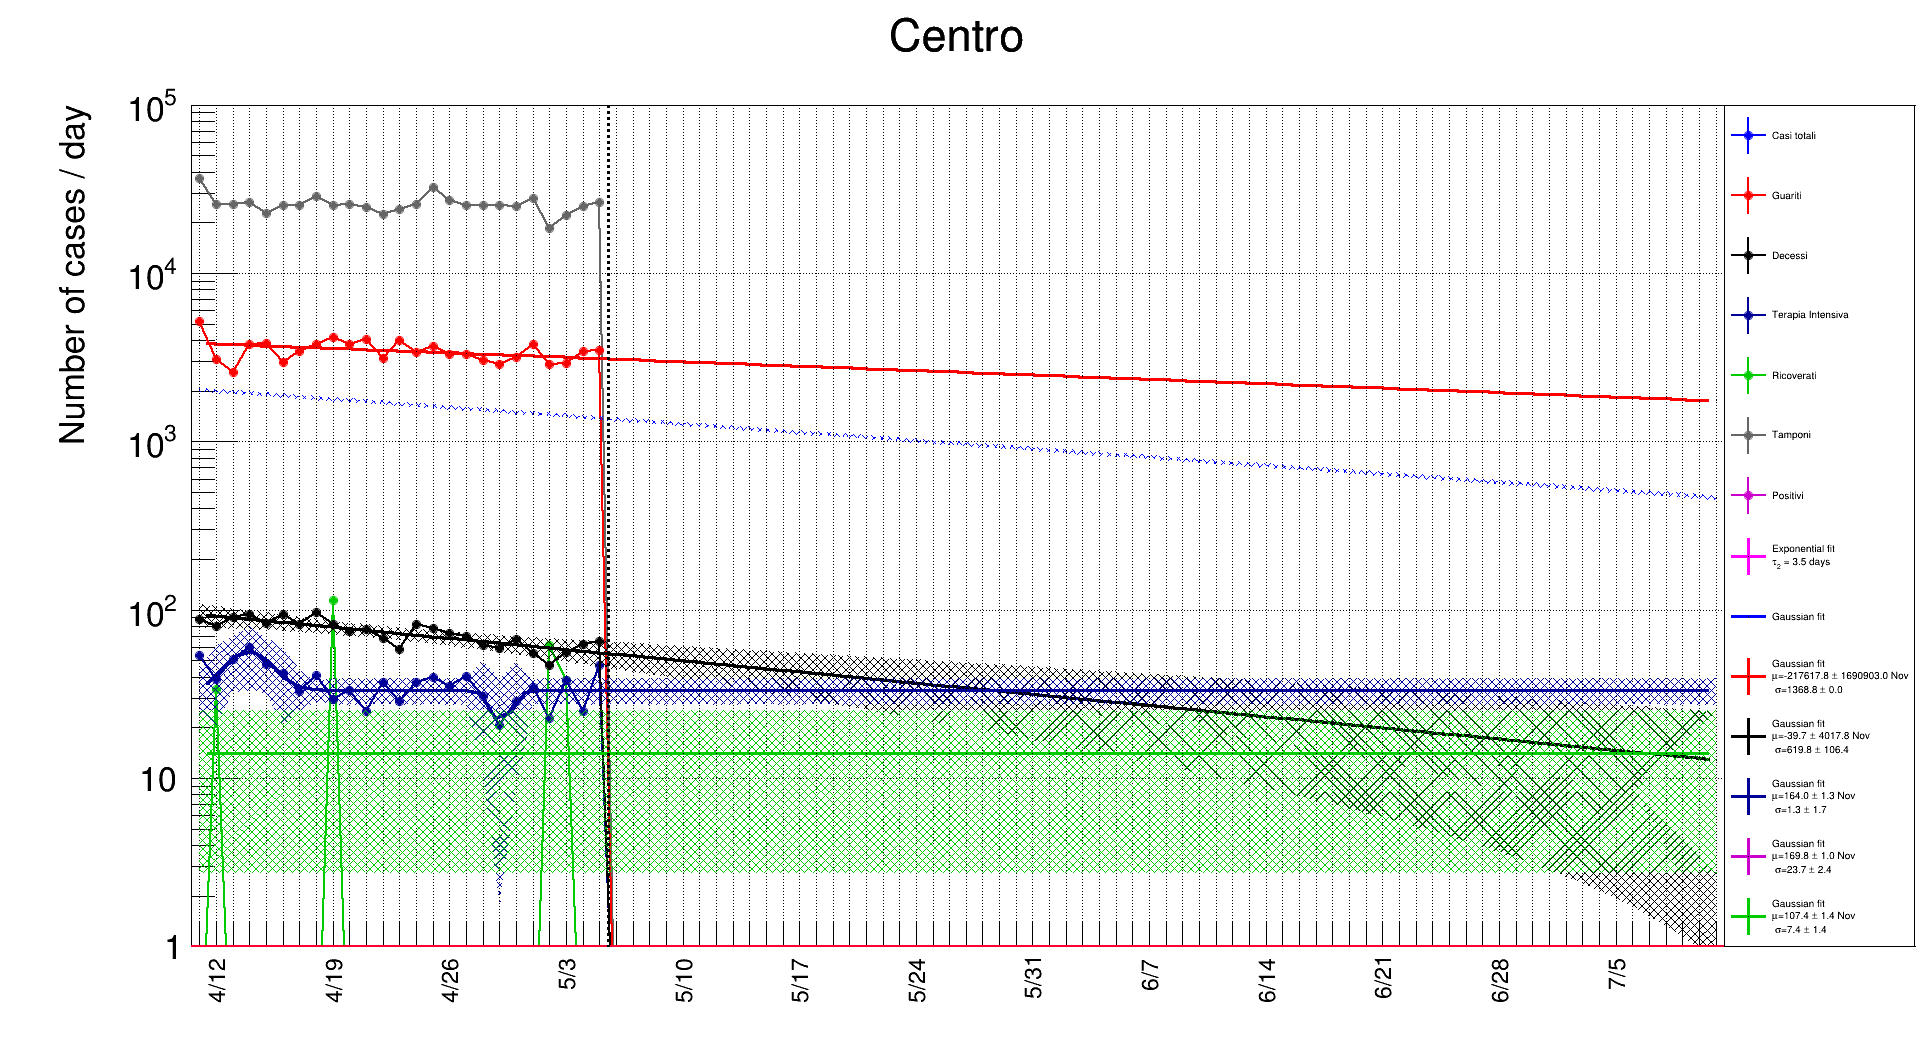 Centro
Number of cases / day
10^5
10^4
10^3
10^2
10
1
4/12
4/19
4/26
5/3
5/10
5/17
5/24
5/31
6/7
6/14
6/21
6/28
7/5
Casi totali
Guariti
Decessi
Terapia Intensiva
Ricoverati
Tamponi
Positivi
Exponential fit
τ₂ = 3.5 days
Gaussian fit
Gaussian fit
μ=-217617.8 ± 1690903.0 Nov
σ=1368.8 ± 0.0
Gaussian fit
μ=-39.7 ± 4017.8 Nov
σ=619.8 ± 106.4
Gaussian fit
μ=164.0 ± 1.3 Nov
σ=1.3 ± 1.7
Gaussian fit
μ=169.8 ± 1.0 Nov
σ=23.7 ± 2.4
Gaussian fit
μ=107.4 ± 1.4 Nov
σ=7.4 ± 1.4